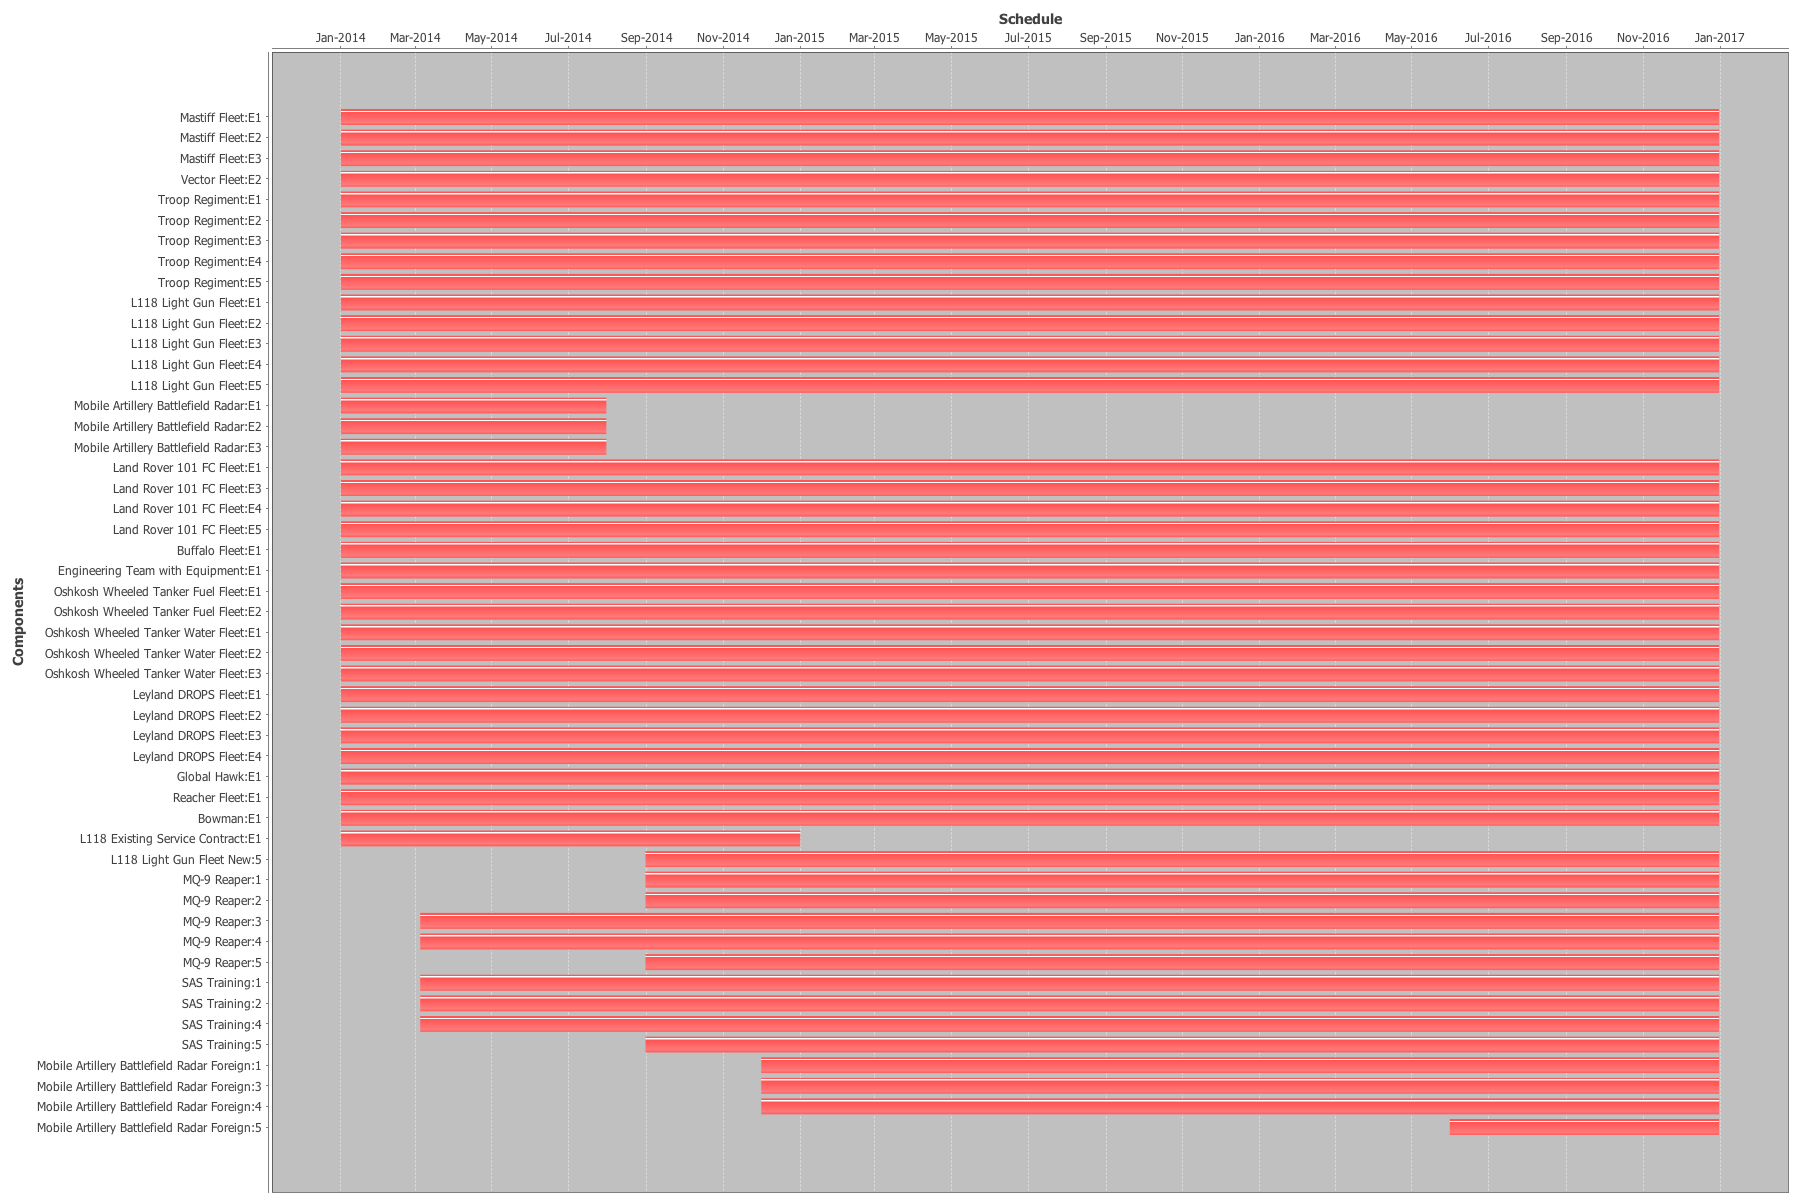 Schedule
Jan-2014 Mar-2014 May-2014 Jul-2014 Sep-2014 Nov-2014 Jan-2015 Mar-2015 May-2015 Jul-2015 Sep-2015 Nov-2015 Jan-2016 Mar-2016 May-2016 Jul-2016 Sep-2016 Nov-2016 Jan-2017
Components
Mastiff Fleet:E1
Mastiff Fleet:E2
Mastiff Fleet:E3
Vector Fleet:E2
Troop Regiment:E1
Troop Regiment:E2
Troop Regiment:E3
Troop Regiment:E4
Troop Regiment:E5
L118 Light Gun Fleet:E1
L118 Light Gun Fleet:E2
L118 Light Gun Fleet:E3
L118 Light Gun Fleet:E4
L118 Light Gun Fleet:E5
Mobile Artillery Battlefield Radar:E1
Mobile Artillery Battlefield Radar:E2
Mobile Artillery Battlefield Radar:E3
Land Rover 101 FC Fleet:E1
Land Rover 101 FC Fleet:E3
Land Rover 101 FC Fleet:E4
Land Rover 101 FC Fleet:E5
Buffalo Fleet:E1
Engineering Team with Equipment:E1
Oshkosh Wheeled Tanker Fuel Fleet:E1
Oshkosh Wheeled Tanker Fuel Fleet:E2
Oshkosh Wheeled Tanker Water Fleet:E1
Oshkosh Wheeled Tanker Water Fleet:E2
Oshkosh Wheeled Tanker Water Fleet:E3
Leyland DROPS Fleet:E1
Leyland DROPS Fleet:E2
Leyland DROPS Fleet:E3
Leyland DROPS Fleet:E4
Global Hawk:E1
Reacher Fleet:E1
Bowman:E1
L118 Existing Service Contract:E1
L118 Light Gun Fleet New:5
MQ-9 Reaper:1
MQ-9 Reaper:2
MQ-9 Reaper:3
MQ-9 Reaper:4
MQ-9 Reaper:5
SAS Training:1
SAS Training:2
SAS Training:4
SAS Training:5
Mobile Artillery Battlefield Radar Foreign:1
Mobile Artillery Battlefield Radar Foreign:3
Mobile Artillery Battlefield Radar Foreign:4
Mobile Artillery Battlefield Radar Foreign:5